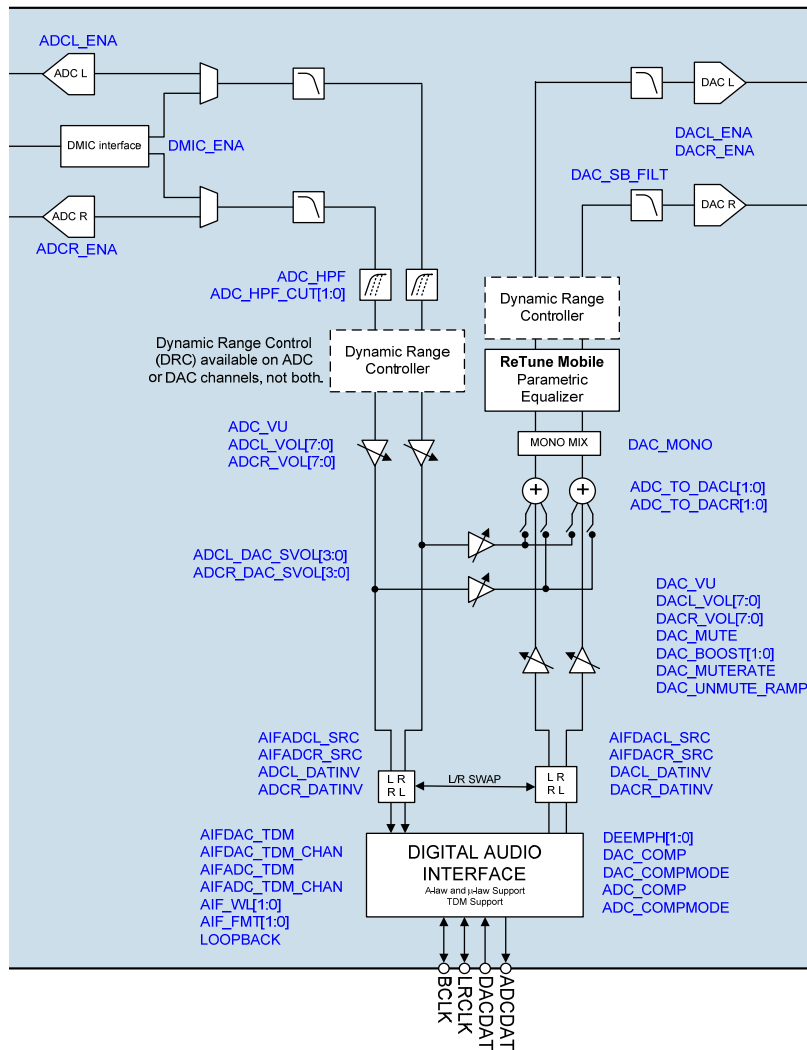 ADCL_ENA
ADC L
DMIC interface
DMIC_ENA
ADC R
ADCR_ENA
DAC L
DACL_ENA
DACR_ENA
DAC_SB_FILT
DAC R
ADC_HPF
ADC_HPF_CUT[1:0]
Dynamic Range Control
(DRC) available on ADC
or DAC channels, not both.
Dynamic Range
Controller
Dynamic Range
Controller
ReTune Mobile
Parametric
Equalizer
MONO MIX
DAC_MONO
ADC_VU
ADCL_VOL[7:0]
ADCR_VOL[7:0]
+
+
ADC_TO_DACL[1:0]
ADC_TO_DACR[1:0]
ADCL_DAC_SVOL[3:0]
ADCR_DAC_SVOL[3:0]
DAC_VU
DACL_VOL[7:0]
DACR_VOL[7:0]
DAC_MUTE
DAC_BOOST[1:0]
DAC_MUTERATE
DAC_UNMUTE_RAMP
AIFADCL_SRC
AIFADCR_SRC
ADCL_DATINV
ADCR_DATINV
L R
R L
L/R SWAP
L R
R L
AIFDACL_SRC
AIFDACR_SRC
DACL_DATINV
DACR_DATINV
AIFDAC_TDM
AIFDAC_TDM_CHAN
AIFADC_TDM
AIFADC_TDM_CHAN
AIF_WL[1:0]
AIF_FMT[1:0]
LOOPBACK
DIGITAL AUDIO
INTERFACE
A-law and μ-law Support
TDM Support
DEEMPH[1:0]
DAC_COMP
DAC_COMPMODE
ADC_COMP
ADC_COMPMODE
BCLK
LRCLK
DACDAT
ADCDAT